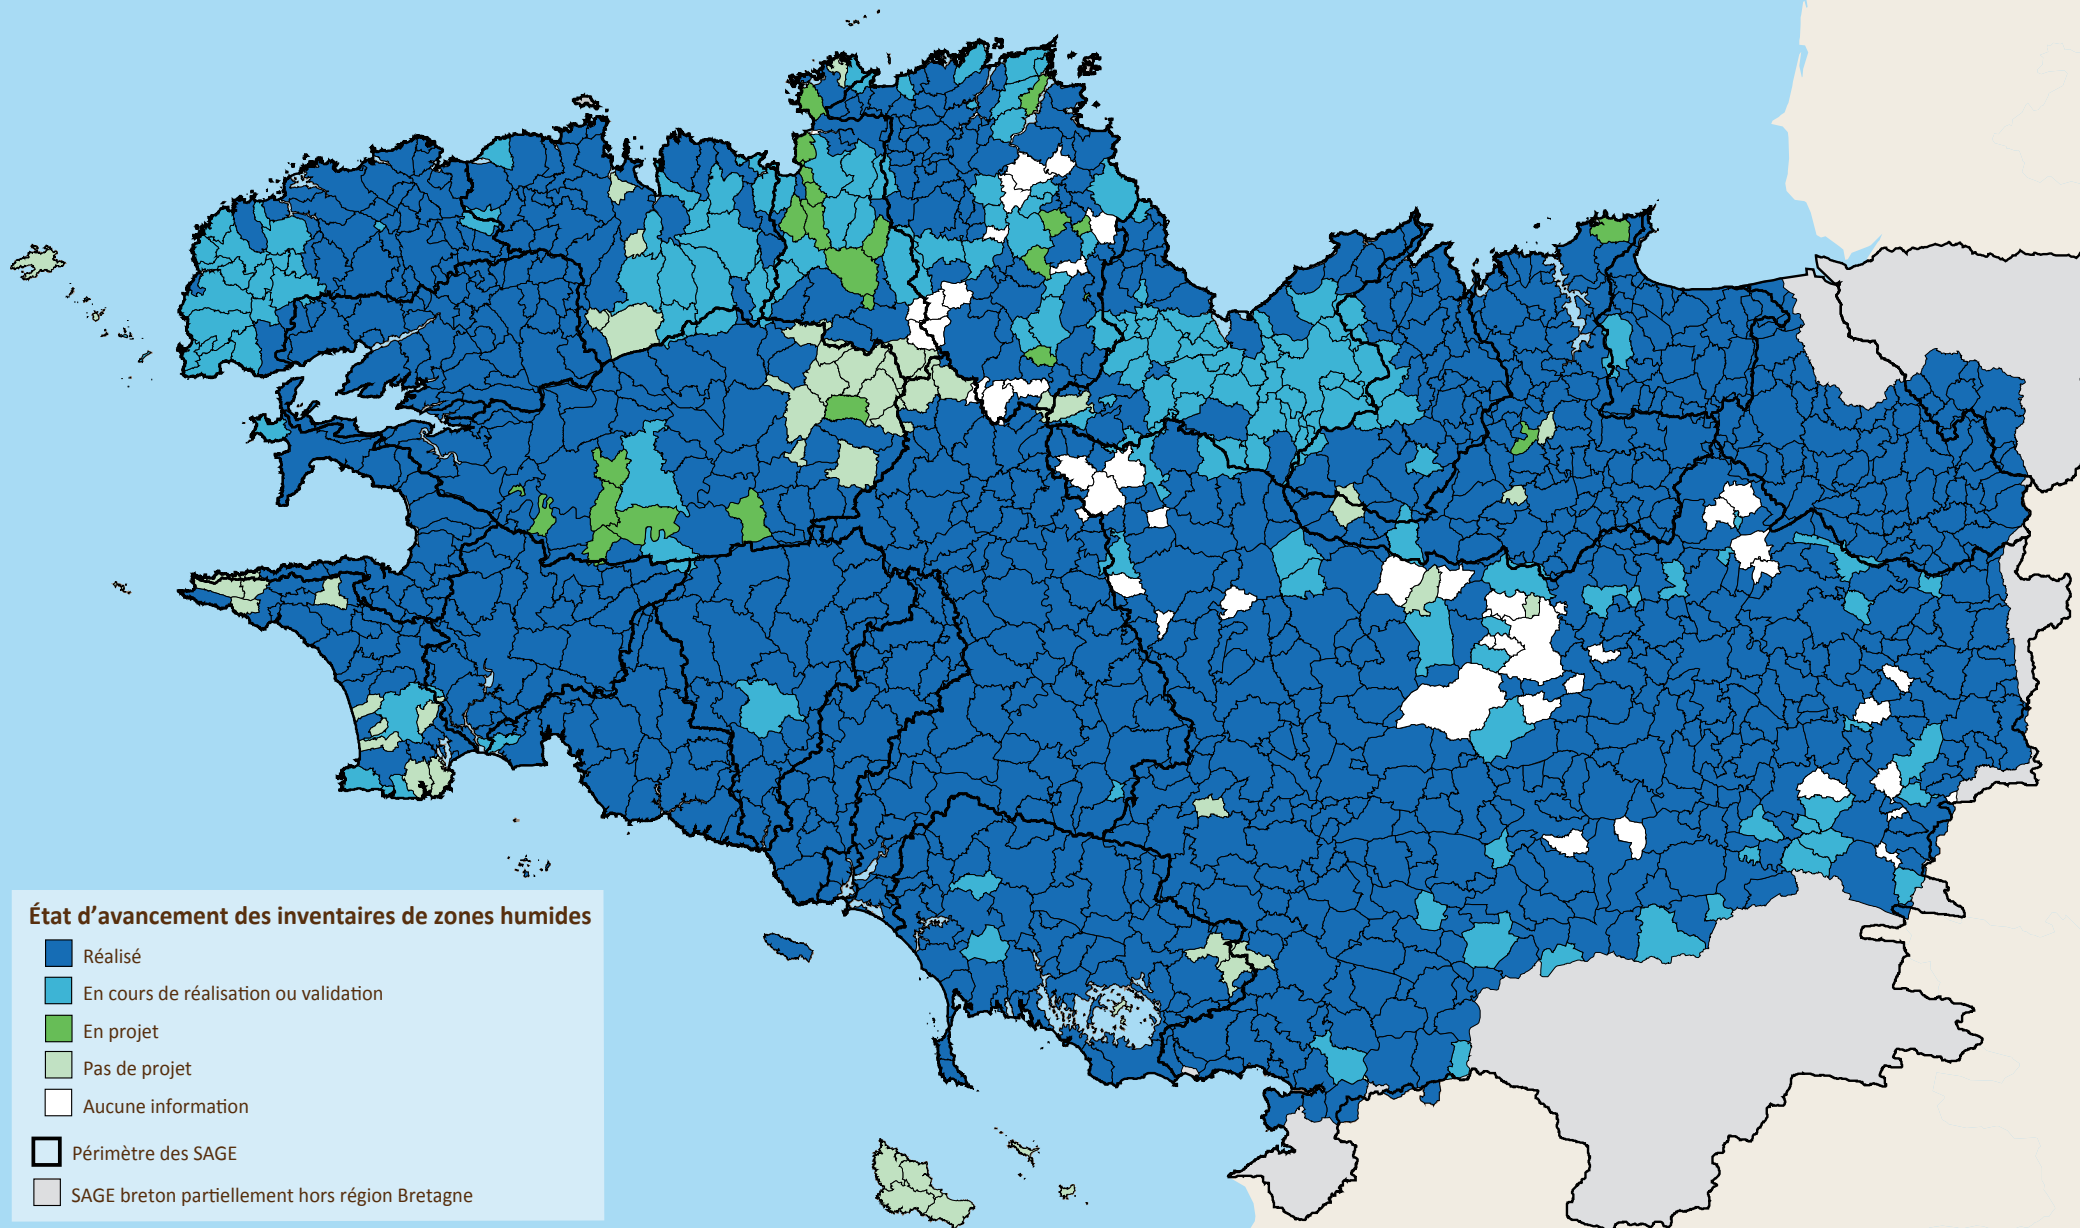 État d’avancement des inventaires de zones humides
Réalisé
En cours de réalisation ou validation
En projet
Pas de projet
Aucune information
Périmètre des SAGE
SAGE breton partiellement hors région Bretagne